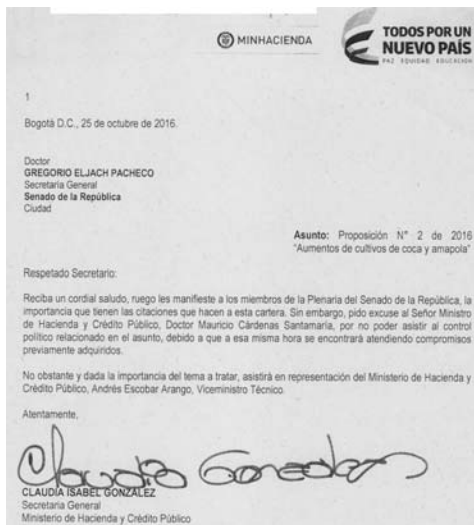 MINHACIENDA
TODOS POR UN
NUEVO PAÍS
PAZ EQUIDAD EDUCACIÓN
1
Bogotá D.C., 25 de octubre de 2016.
Doctor
GREGORIO ELJACH PACHECO
Secretaria General
Senado de la República
Ciudad
Asunto: Proposición N° 2 de 2016
"Aumentos de cultivos de coca y amapola"
Respetado Secretario:
Reciba un cordial saludo, ruego les manifieste a los miembros de la Plenaria del Senado de la República, la
importancia que tienen las citaciones que hacen a esta cartera. Sin embargo, pido excuse al Señor Ministro
de Hacienda y Crédito Público, Doctor Mauricio Cárdenas Santamaría, por no poder asistir al control
político relacionado en el asunto, debido a que a esa misma hora se encontrará atendiendo compromisos
previamente adquiridos.
No obstante y dada la importancia del tema a tratar, asistirá en representación del Ministerio de Hacienda y
Crédito Público, Andrés Escobar Arango, Viceministro Técnico.
Atentamente,
Claudia Gonzalez
CLAUDIA ISABEL GONZÁLEZ
Secretaria General
Ministerio de Hacienda y Crédito Público